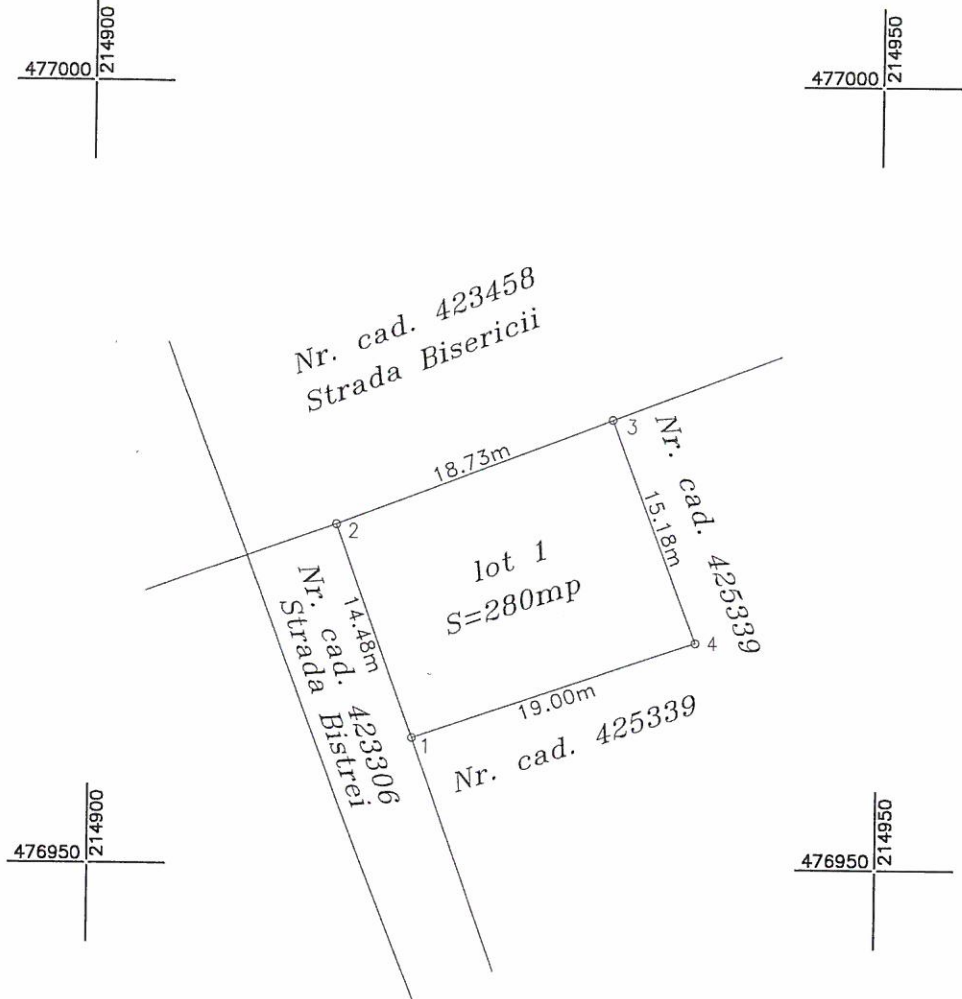 477000
214900
477000
214950
Nr. cad. 423458
Strada Bisericii
18.73m
3
2
Nr. cad. 425339
15.18m
lot 1
S=280mp
Nr. cad. 423306
Strada Bistrei
14.48m
4
19.00m
1
Nr. cad. 425339
476950
214900
476950
214950